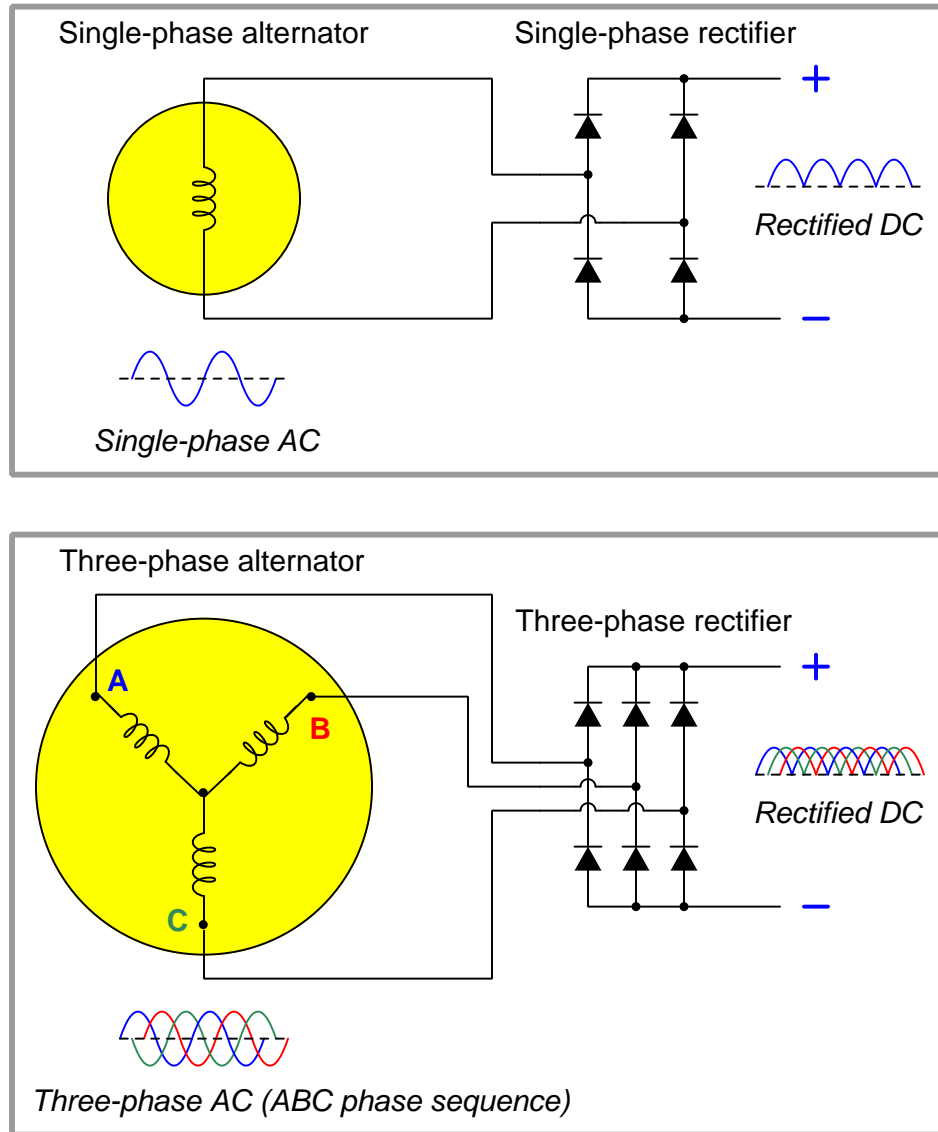 Single-phase alternator
Single-phase rectifier
+
Rectified DC
−
Single-phase AC
Three-phase alternator
Three-phase rectifier
+
A
B
Rectified DC
C
−
Three-phase AC (ABC phase sequence)